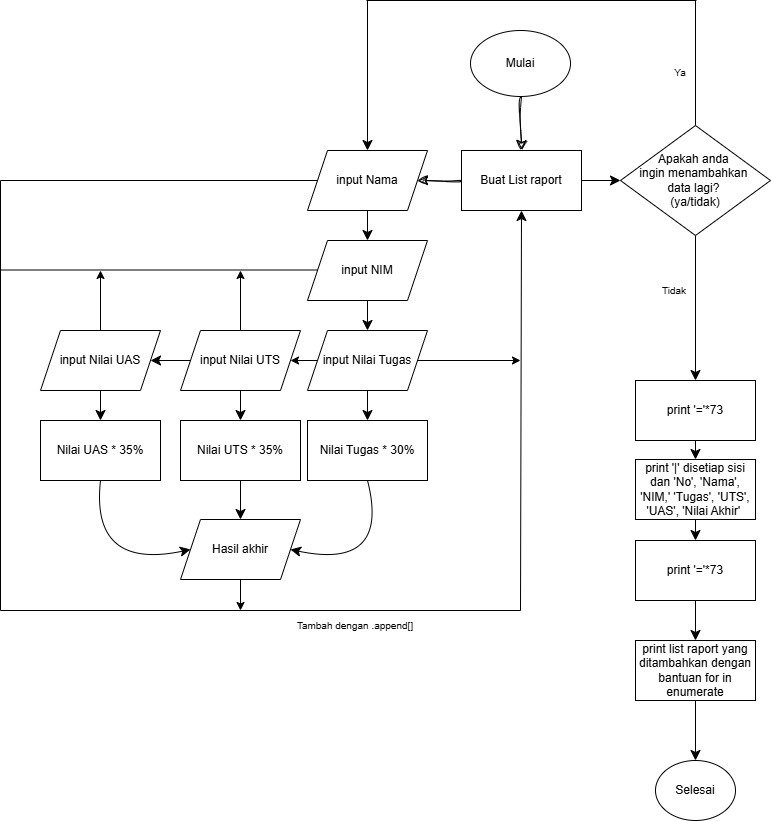 Mulai
Ya
input Nama
Buat List raport
Apakah anda
ingin menambahkan
data lagi?
(ya/tidak)
input NIM
Tidak
input Nilai UAS
input Nilai UTS
input Nilai Tugas
print '='*73
Nilai UAS * 35%
Nilai UTS * 35%
Nilai Tugas * 30%
print '|' disetiap sisi
dan 'No', 'Nama',
'NIM,' 'Tugas', 'UTS',
'UAS', 'Nilai Akhir'
Hasil akhir
print '='*73
Tambah dengan .append[]
print list raport yang
ditambahkan dengan
bantuan for in
enumerate
Selesai